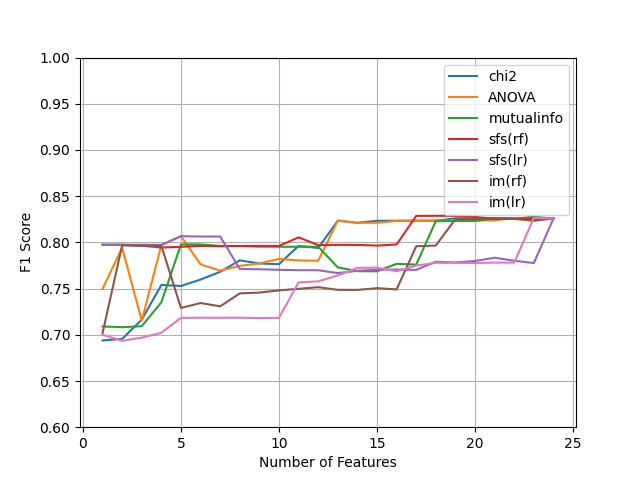 1.00
0.95
0.90
0.85
0.80
0.75
0.70
0.65
0.60
F1 Score
0
5
10
15
20
25
Number of Features
chi2
ANOVA
mutualinfo
sfs(rf)
sfs(lr)
im(rf)
im(lr)